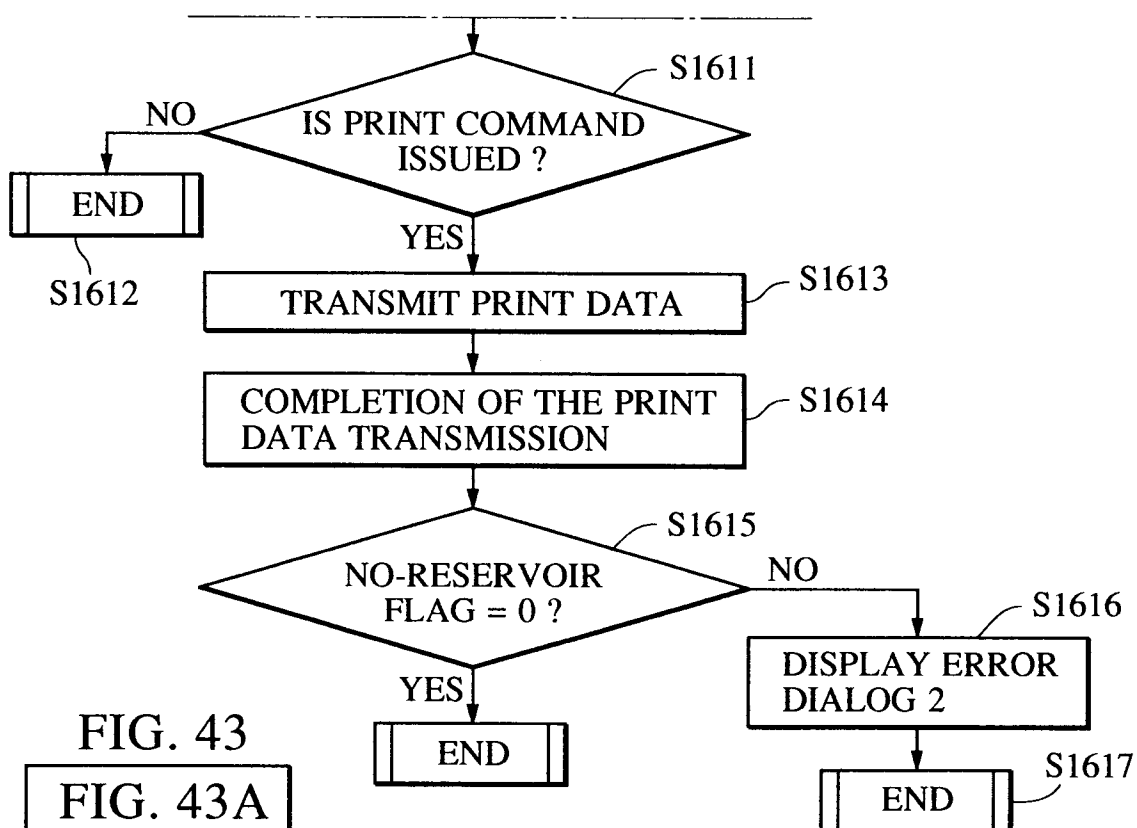 S1611
NO
IS PRINT COMMAND
ISSUED ?
END
YES
S1612
S1613
TRANSMIT PRINT DATA
COMPLETION OF THE PRINT
DATA TRANSMISSION
S1614
S1615
NO-RESERVOIR
FLAG = 0 ?
NO
S1616
DISPLAY ERROR
DIALOG 2
YES
END
S1617
END
FIG. 43
FIG. 43A